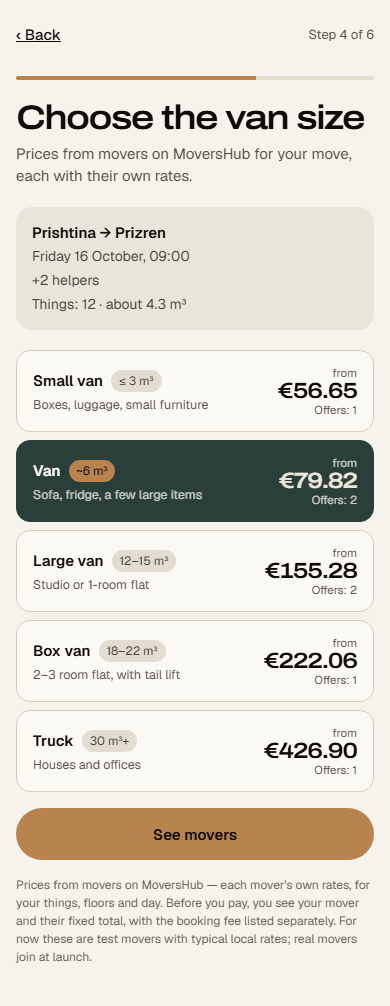 ‹ Back
Step 4 of 6
Choose the van size
Prices from movers on MoversHub for your move,
each with their own rates.
Prishtina → Prizren
Friday 16 October, 09:00
+2 helpers
Things: 12 · about 4.3 m³
Small van ≤ 3 m³
Boxes, luggage, small furniture
from
€56.65
Offers: 1
Van ~6 m³
Sofa, fridge, a few large items
from
€79.82
Offers: 2
Large van 12–15 m³
Studio or 1-room flat
from
€155.28
Offers: 2
Box van 18–22 m³
2–3 room flat, with tail lift
from
€222.06
Offers: 1
Truck 30 m³+
Houses and offices
from
€426.90
Offers: 1
See movers
Prices from movers on MoversHub — each mover's own rates, for
your things, floors and day. Before you pay, you see your mover
and their fixed total, with the booking fee listed separately. For
now these are test movers with typical local rates; real movers
join at launch.